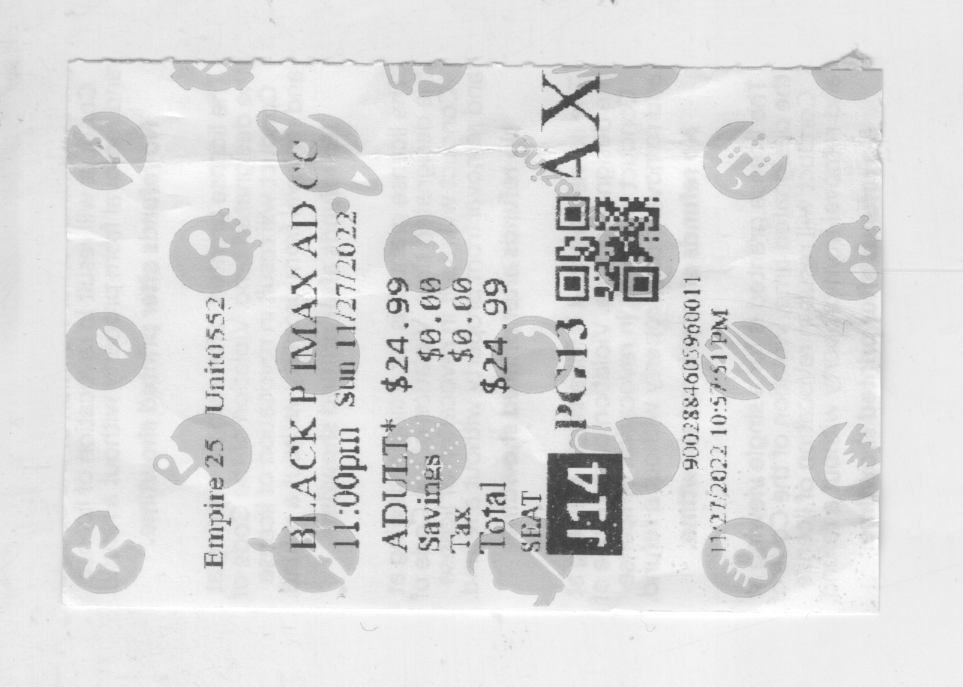 Empire 25 Unit0552
BLACK P IMAX AD CC
11:00pm Sun 11/27/2022
ADULT* $24.99
Savings $0.00
Tax $0.00
Total $24.99
SEAT
J14 PG13 AX
9002884605960011
11/27/2022 10:57:51 PM